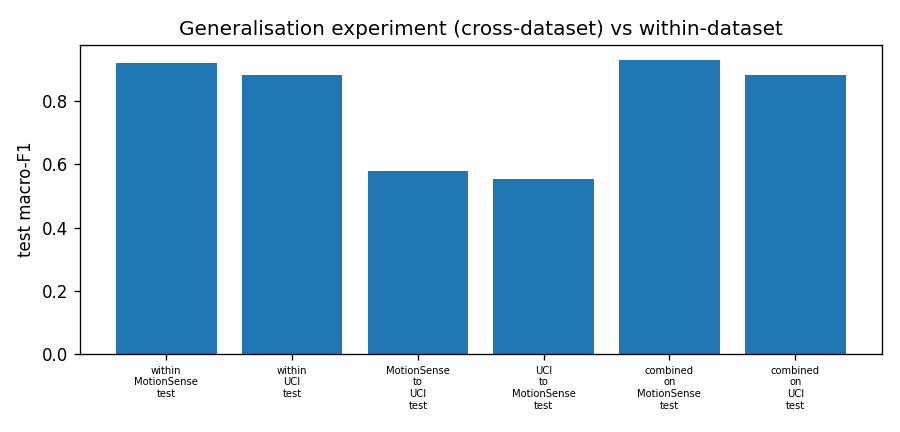 Generalisation experiment (cross-dataset) vs within-dataset
test macro-F1
0.8
0.6
0.4
0.2
0.0
within
MotionSense
test
within
UCI
test
MotionSense
to
UCI
test
UCI
to
MotionSense
test
combined
on
MotionSense
test
combined
on
UCI
test